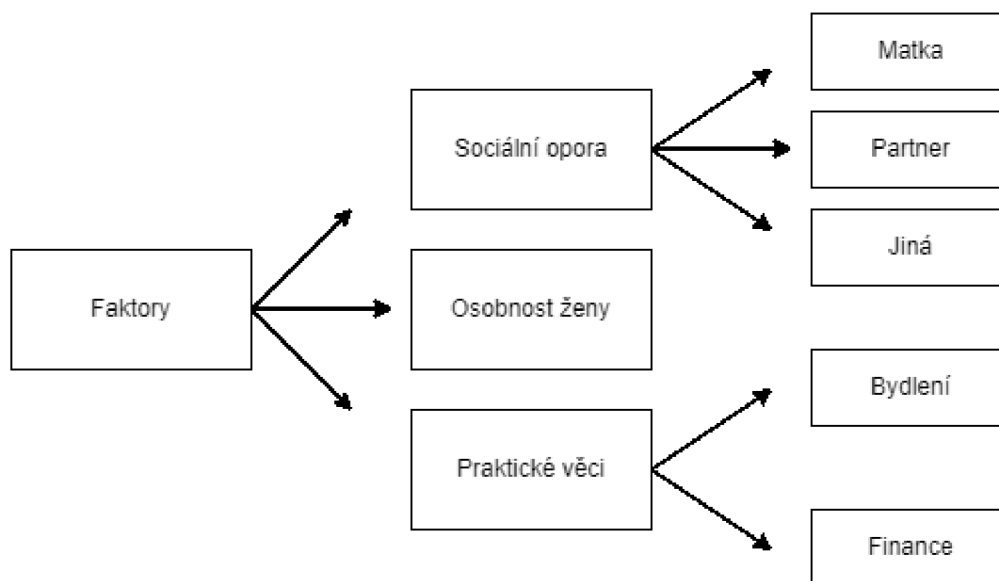 Faktory
Sociální opora
Osobnost ženy
Praktické věci
Matka
Partner
Jiná
Bydlení
Finance